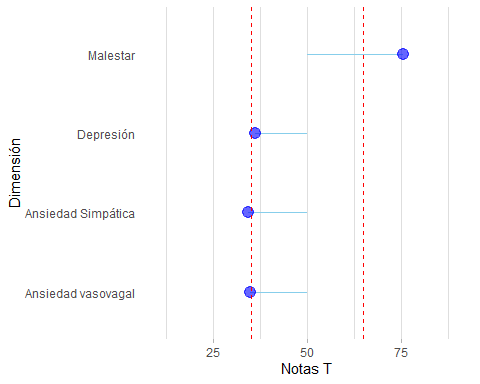 Malestar
Depresión
Ansiedad Simpática
Ansiedad vasovagal
Dimensión
25 50 75
Notas T